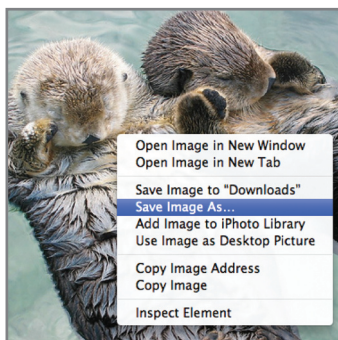 Open Image in New Window
Open Image in New Tab
Save Image to "Downloads"
Save Image As...
Add Image to iPhoto Library
Use Image as Desktop Picture
Copy Image Address
Copy Image
Inspect Element